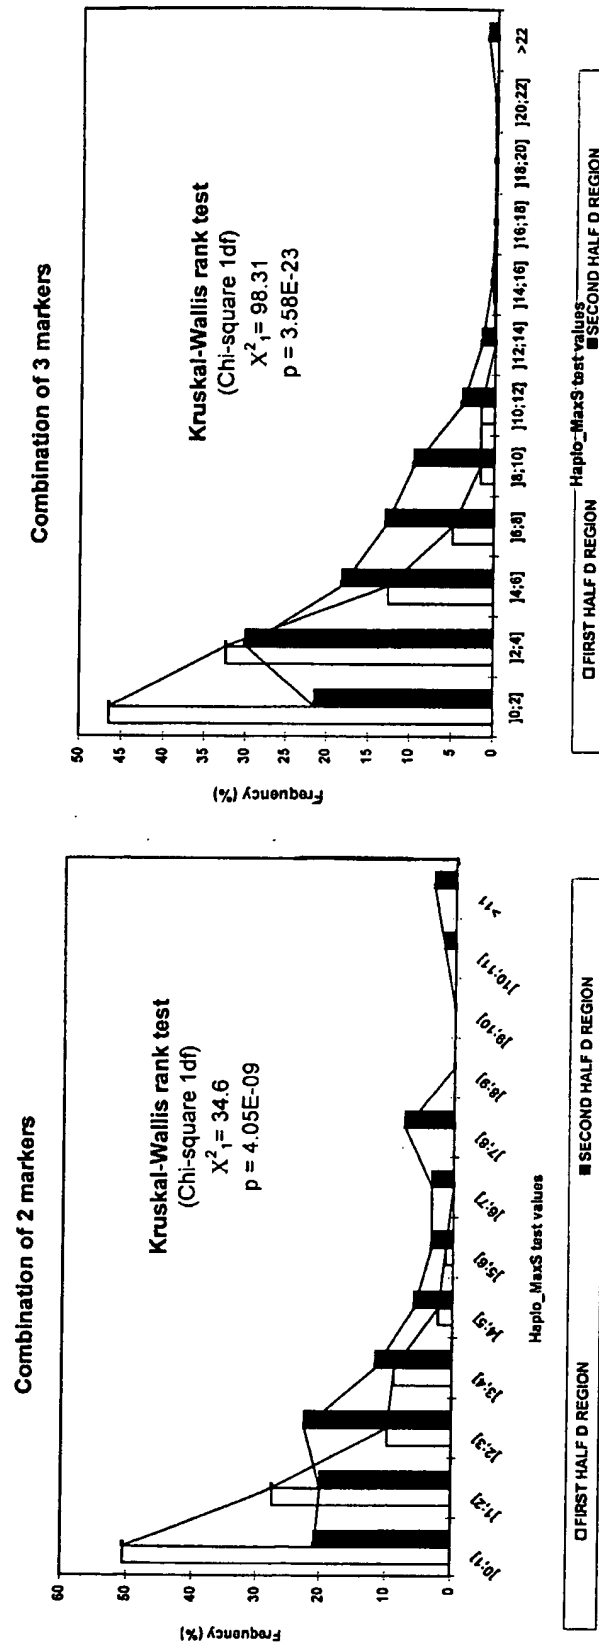 Combination of 2 markers
Kruskal-Wallis rank test
(Chi-square 1df)
Χ²₁= 34.6
p = 4.05E-09
Frequency (%)
60
50
40
30
20
10
0
]0;1]
]1;2]
]2;3]
]3;4]
]4;5]
]5;6]
]6;7]
]7;8]
]8;9]
]9;10]
]10;11]
>11
Haplo_MaxS test values
FIRST HALF D REGION
SECOND HALF D REGION
Combination of 3 markers
Kruskal-Wallis rank test
(Chi-square 1df)
Χ²₁= 98.31
p = 3.58E-23
Frequency (%)
50
45
40
35
30
25
20
15
10
5
0
]0;2]
]2;4]
]4;6]
]6;8]
]8;10]
]10;12]
]12;14]
]14;16]
]16;18]
]18;20]
]20;22]
>22
Haplo_MaxS test values
FIRST HALF D REGION
SECOND HALF D REGION